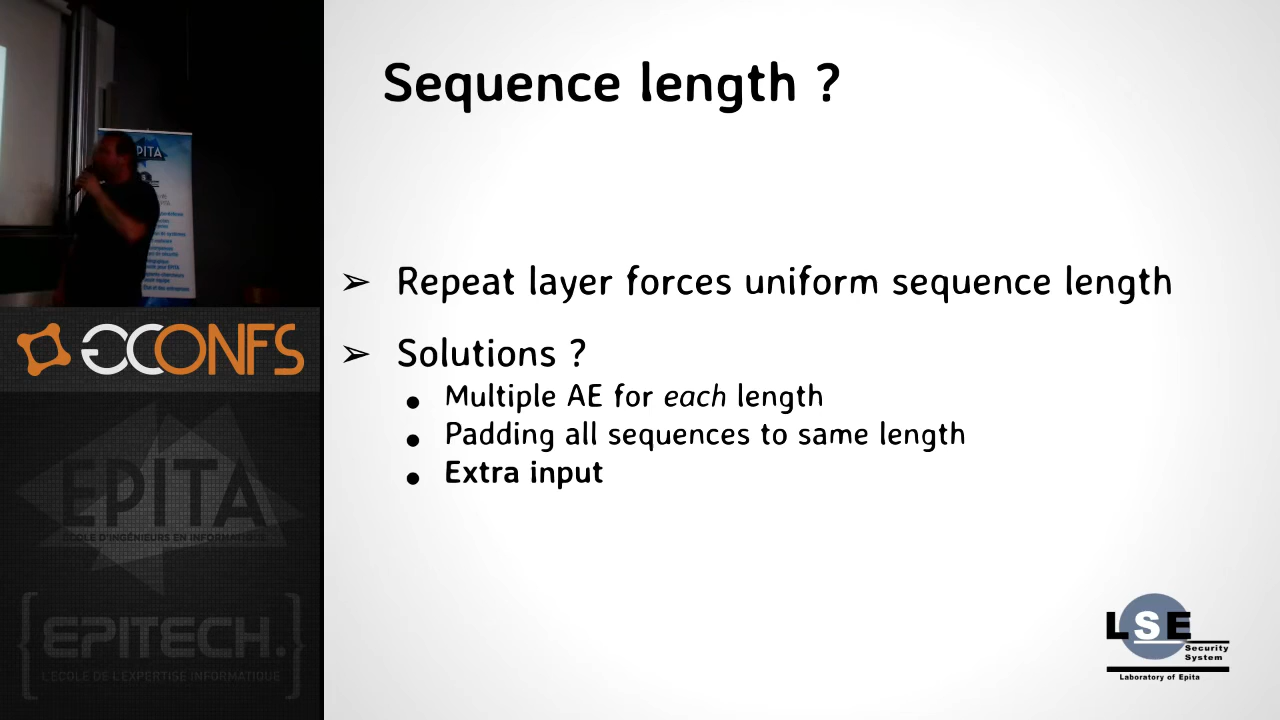 Sequence length ?
➢ Repeat layer forces uniform sequence length
➢ Solutions ?
● Multiple AE for each length
● Padding all sequences to same length
● Extra input
PITA
GCONFS
EPITA
ÉCOLE D'INGÉNIEURS EN INFORMATIQUE
{EPITECH.}
L'ÉCOLE DE L'EXPERTISE INFORMATIQUE
LSE
Security
System
Laboratory of Epita